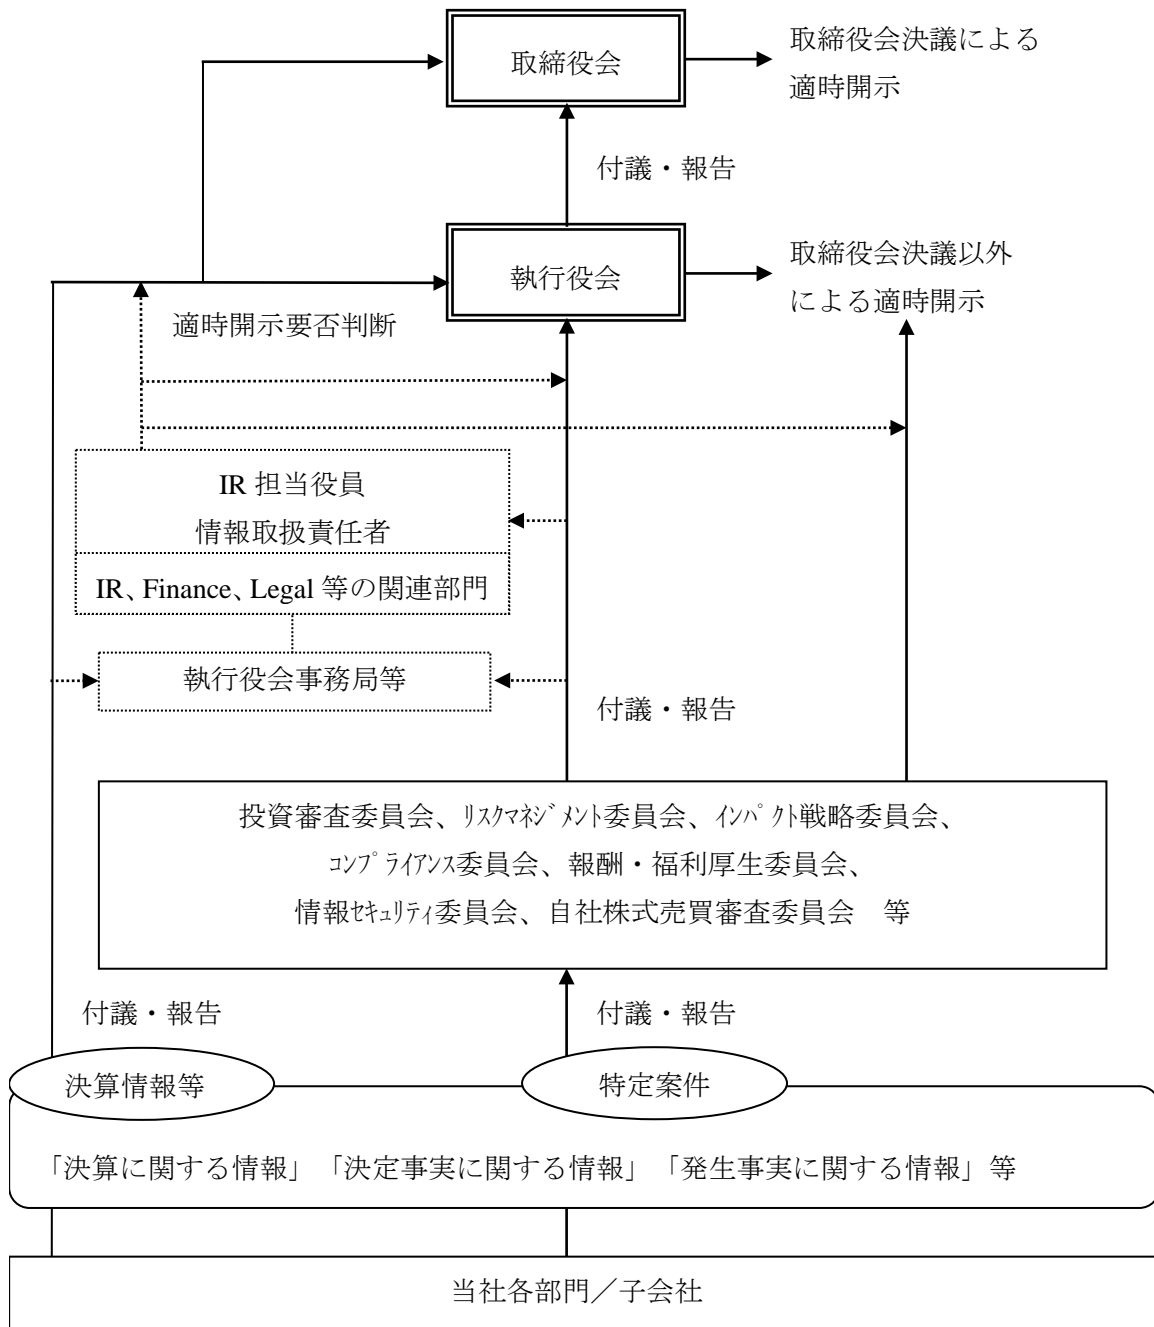 取締役会
取締役会決議による
適時開示
付議・報告
執行役会
取締役会決議以外
による適時開示
適時開示要否判断
IR 担当役員
情報取扱責任者
IR、Finance、Legal 等の関連部門
執行役会事務局等
付議・報告
投資審査委員会、ﾘｽｸﾏﾈｼﾞﾒﾝﾄ委員会、ｲﾝﾊﾟｸﾄ戦略委員会、
ｺﾝﾌﾟﾗｲｱﾝｽ委員会、報酬・福利厚生委員会、
情報ｾｷｭﾘﾃｨ委員会、自社株式売買審査委員会　等
付議・報告
付議・報告
決算情報等
特定案件
「決算に関する情報」「決定事実に関する情報」「発生事実に関する情報」等
当社各部門／子会社